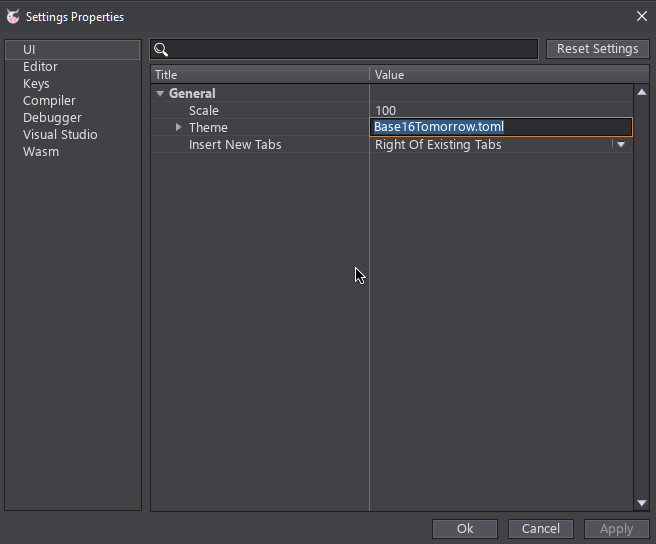 Settings Properties
UI
Editor
Keys
Compiler
Debugger
Visual Studio
Wasm
Reset Settings
Title Value
General
Scale 100
Theme Base16Tomorrow.toml
Insert New Tabs Right Of Existing Tabs
Ok Cancel Apply